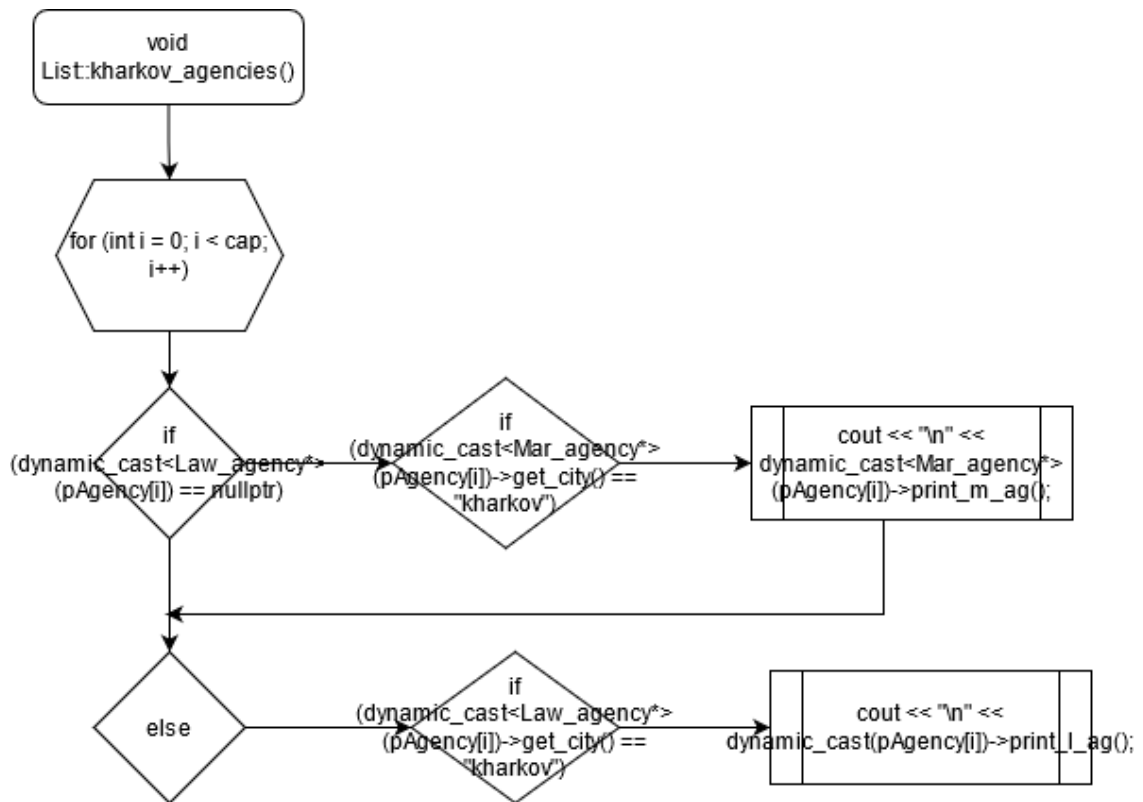 void
List::kharkov_agencies()
for (int i = 0; i < cap;
i++)
if
(dynamic_cast<Law_agency*>
(pAgency[i]) == nullptr)
if
(dynamic_cast<Mar_agency*>
(pAgency[i])->get_city() ==
"kharkov")
cout << "\n" <<
dynamic_cast<Mar_agency*>
(pAgency[i])->print_m_ag();
else
if
(dynamic_cast<Law_agency*>
(pAgency[i])->get_city() ==
"kharkov")
cout << "\n" <<
dynamic_cast(pAgency[i])->print_l_ag();